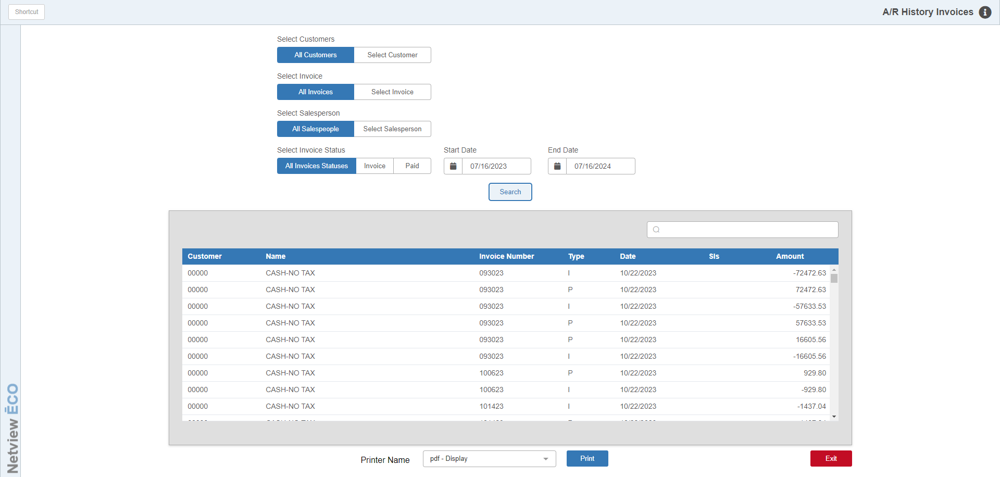 Shortcut
A/R History Invoices
Select Customers
All Customers Select Customer
Select Invoice
All Invoices Select Invoice
Select Salesperson
All Salespeople Select Salesperson
Select Invoice Status Start Date End Date
All Invoices Statuses Invoice Paid 07/16/2023 07/16/2024
Search
Customer Name Invoice Number Type Date Sls Amount
00000 CASH-NO TAX 093023 I 10/22/2023 -72472.63
00000 CASH-NO TAX 093023 P 10/22/2023 72472.63
00000 CASH-NO TAX 093023 I 10/22/2023 -57633.53
00000 CASH-NO TAX 093023 P 10/22/2023 57633.53
00000 CASH-NO TAX 093023 P 10/22/2023 16605.56
00000 CASH-NO TAX 093023 I 10/22/2023 -16605.56
00000 CASH-NO TAX 100623 P 10/22/2023 929.80
00000 CASH-NO TAX 100623 I 10/22/2023 -929.80
00000 CASH-NO TAX 101423 I 10/22/2023 -1437.04
Printer Name pdf - Display Print Exit
Netview ĒCO